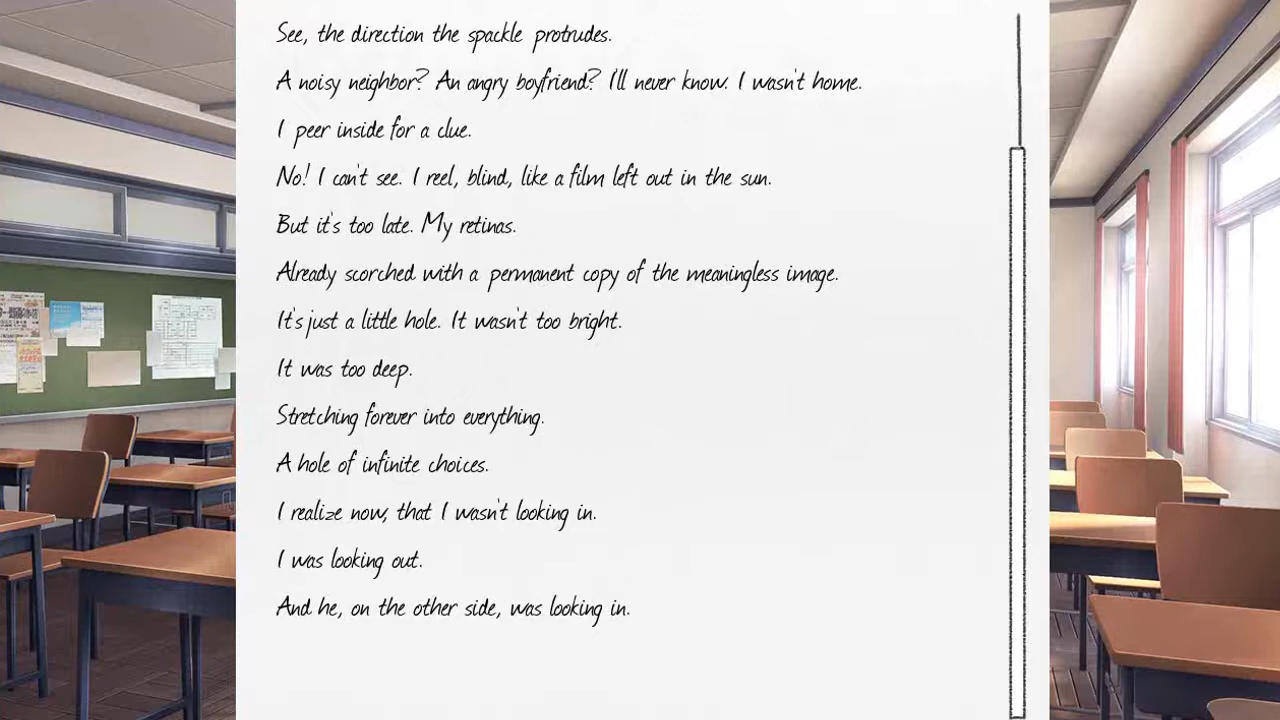 See, the direction the spackle protrudes.
A noisy neighbor? An angry boyfriend? I'll never know. I wasn't home.
I peer inside for a clue.
No! I can't see. I reel, blind, like a film left out in the sun.
But it's too late. My retinas.
Already scorched with a permanent copy of the meaningless image.
It's just a little hole. It wasn't too bright.
It was too deep.
Stretching forever into everything.
A hole of infinite choices.
I realize now, that I wasn't looking in.
I was looking out.
And he, on the other side, was looking in.